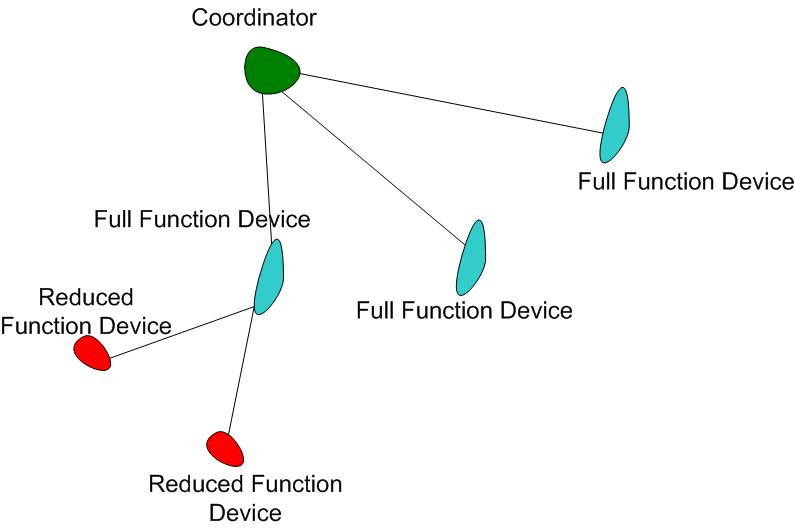 Coordinator
Full Function Device
Full Function Device
Reduced
Function Device
Full Function Device
Reduced Function
Device